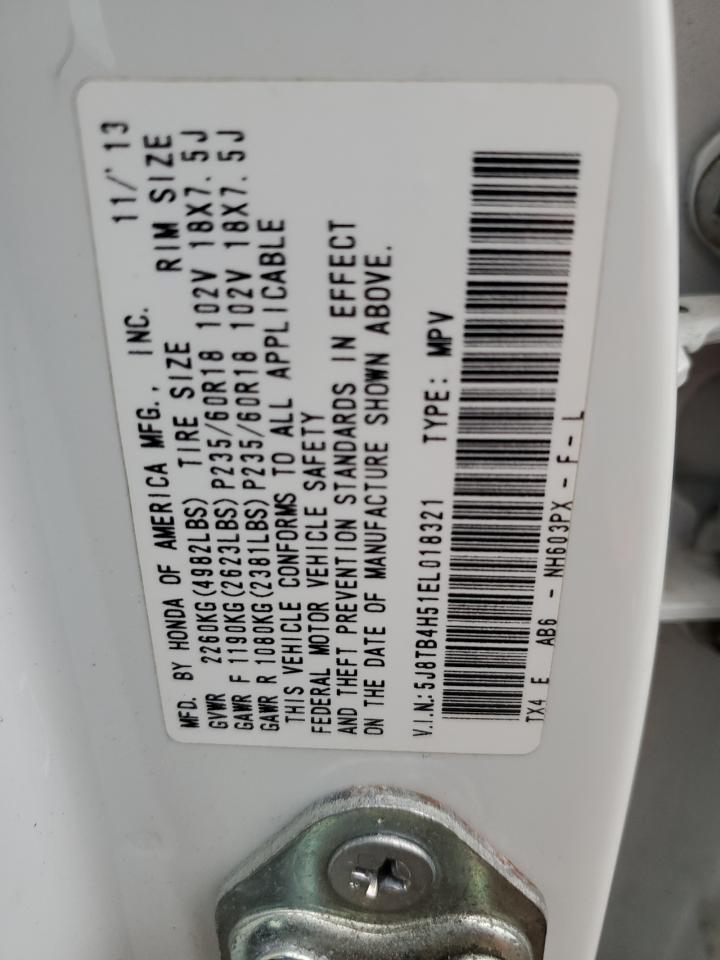 MFD. BY HONDA OF AMERICA MFG., INC. 11/'13
GVWR 2260KG(4982LBS) TIRE SIZE RIM SIZE
GAWR F 1190KG(2623LBS) P235/60R18 102V 18X7.5J
GAWR R 1080KG(2381LBS) P235/60R18 102V 18X7.5J
THIS VEHICLE CONFORMS TO ALL APPLICABLE
FEDERAL MOTOR VEHICLE SAFETY
AND THEFT PREVENTION STANDARDS IN EFFECT
ON THE DATE OF MANUFACTURE SHOWN ABOVE.
V.I.N.: 5J8TB4H51EL018321 TYPE: MPV
TX4 E AB6 - NH603PX - F - L